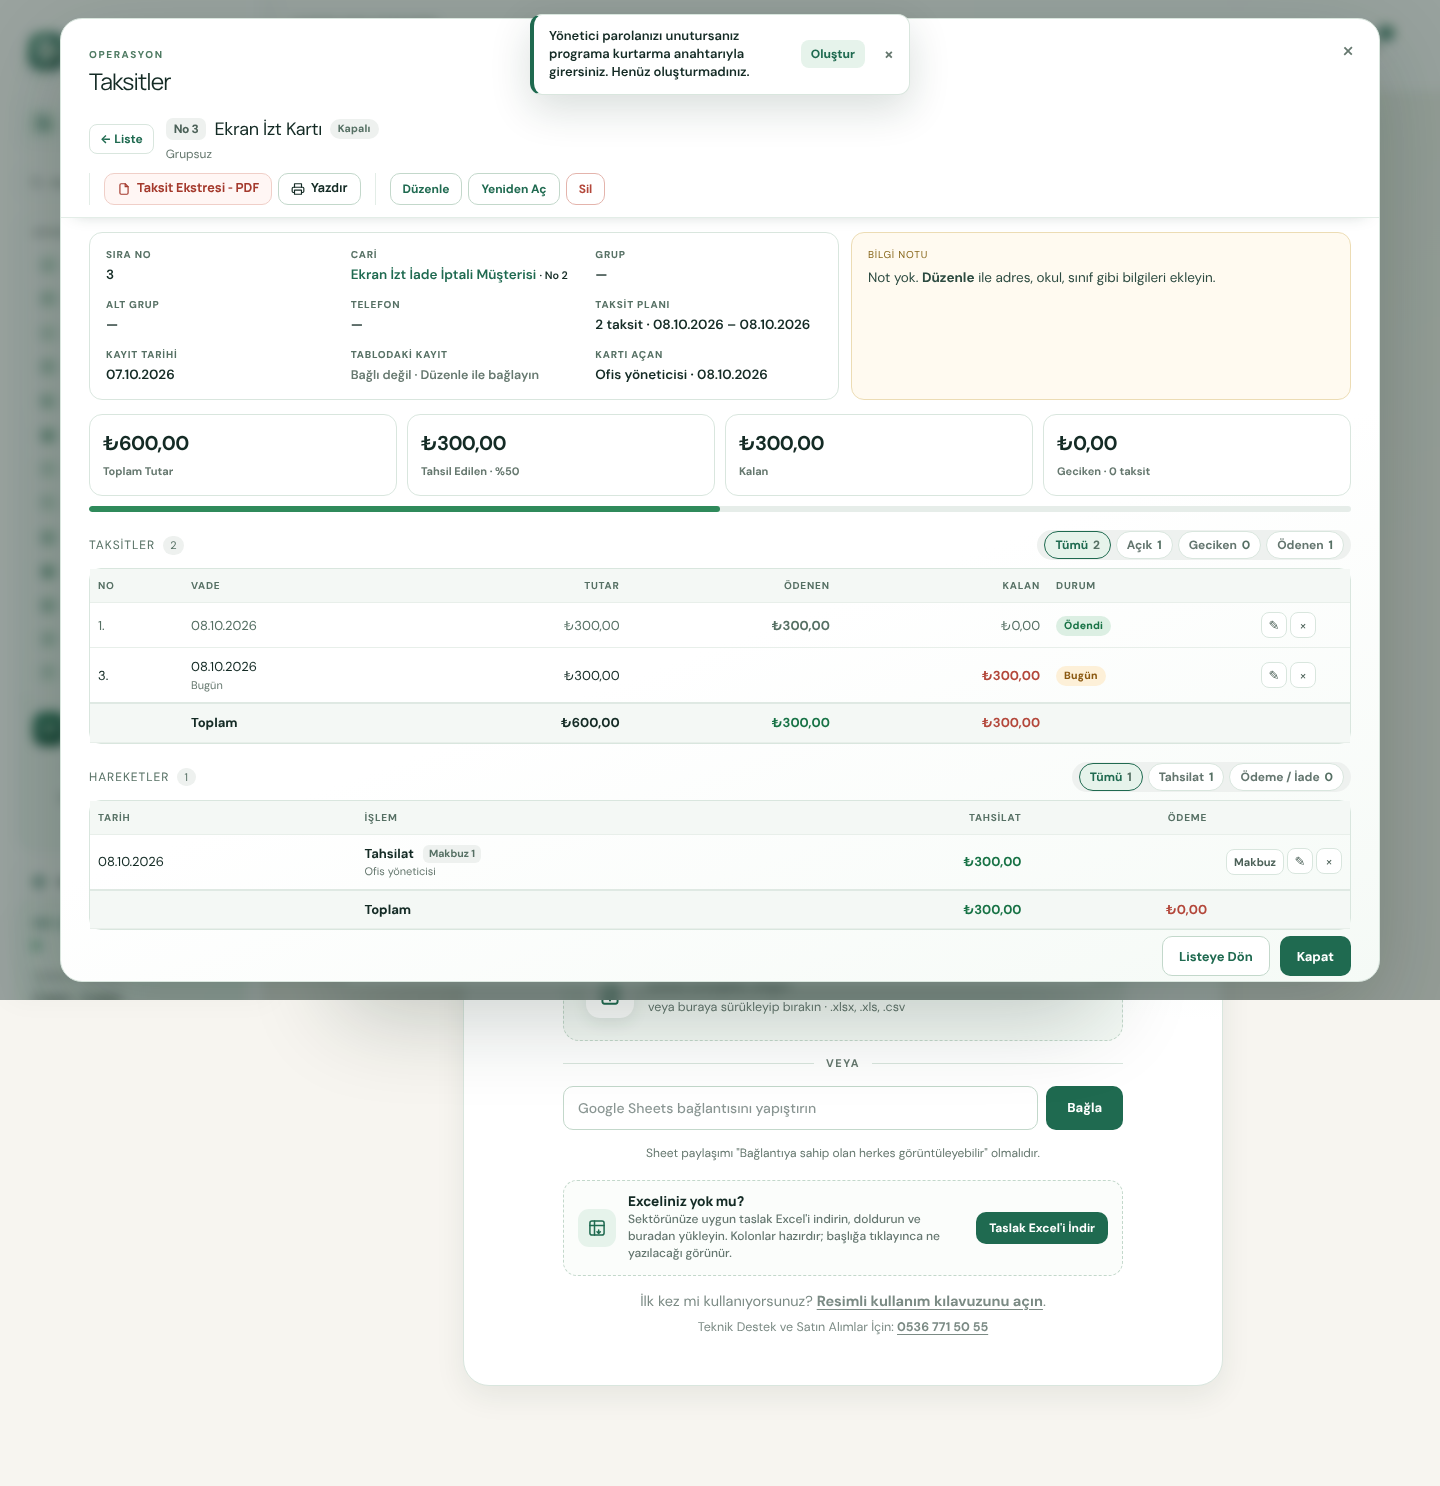 OPERASYON
Taksitler
Yönetici parolanızı unutursanız
programa kurtarma anahtarıyla
girersiniz. Henüz oluşturmadınız.
Oluştur
×
×
← Liste
No 3 Ekran İzt Kartı Kapalı
Grupsuz
Taksit Ekstresi - PDF
Yazdır
Düzenle
Yeniden Aç
Sil
SIRA NO
3
CARİ
Ekran İzt İade İptali Müşterisi · No 2
GRUP
—
ALT GRUP
—
TELEFON
—
TAKSİT PLANI
2 taksit · 08.10.2026 – 08.10.2026
KAYIT TARİHİ
07.10.2026
TABLODAKİ KAYIT
Bağlı değil · Düzenle ile bağlayın
KARTI AÇAN
Ofis yöneticisi · 08.10.2026
BİLGİ NOTU
Not yok. Düzenle ile adres, okul, sınıf gibi bilgileri ekleyin.
₺600,00
Toplam Tutar
₺300,00
Tahsil Edilen · %50
₺300,00
Kalan
₺0,00
Geciken · 0 taksit
TAKSİTLER 2
Tümü 2 Açık 1 Geciken 0 Ödenen 1
NO VADE TUTAR ÖDENEN KALAN DURUM
1. 08.10.2026 ₺300,00 ₺300,00 ₺0,00 Ödendi ✎ ×
3. 08.10.2026 ₺300,00 ₺300,00 Bugün ✎ ×
Bugün
Toplam ₺600,00 ₺300,00 ₺300,00
HAREKETLER 1
Tümü 1 Tahsilat 1 Ödeme / İade 0
TARİH İŞLEM TAHSİLAT ÖDEME
08.10.2026 Tahsilat Makbuz 1 ₺300,00 Makbuz ✎ ×
Ofis yöneticisi
Toplam ₺300,00 ₺0,00
Listeye Dön
Kapat
veya buraya sürükleyip bırakın · .xlsx, .xls, .csv
VEYA
Google Sheets bağlantısını yapıştırın
Bağla
Sheet paylaşımı "Bağlantıya sahip olan herkes görüntüleyebilir" olmalıdır.
Exceliniz yok mu?
Sektörünüze uygun taslak Excel'i indirin, doldurun ve
buradan yükleyin. Kolonlar hazırdır; başlığa tıklayınca ne
yazılacağı görünür.
Taslak Excel'i İndir
İlk kez mi kullanıyorsunuz? Resimli kullanım kılavuzunu açın.
Teknik Destek ve Satın Alımlar İçin: 0536 771 50 55